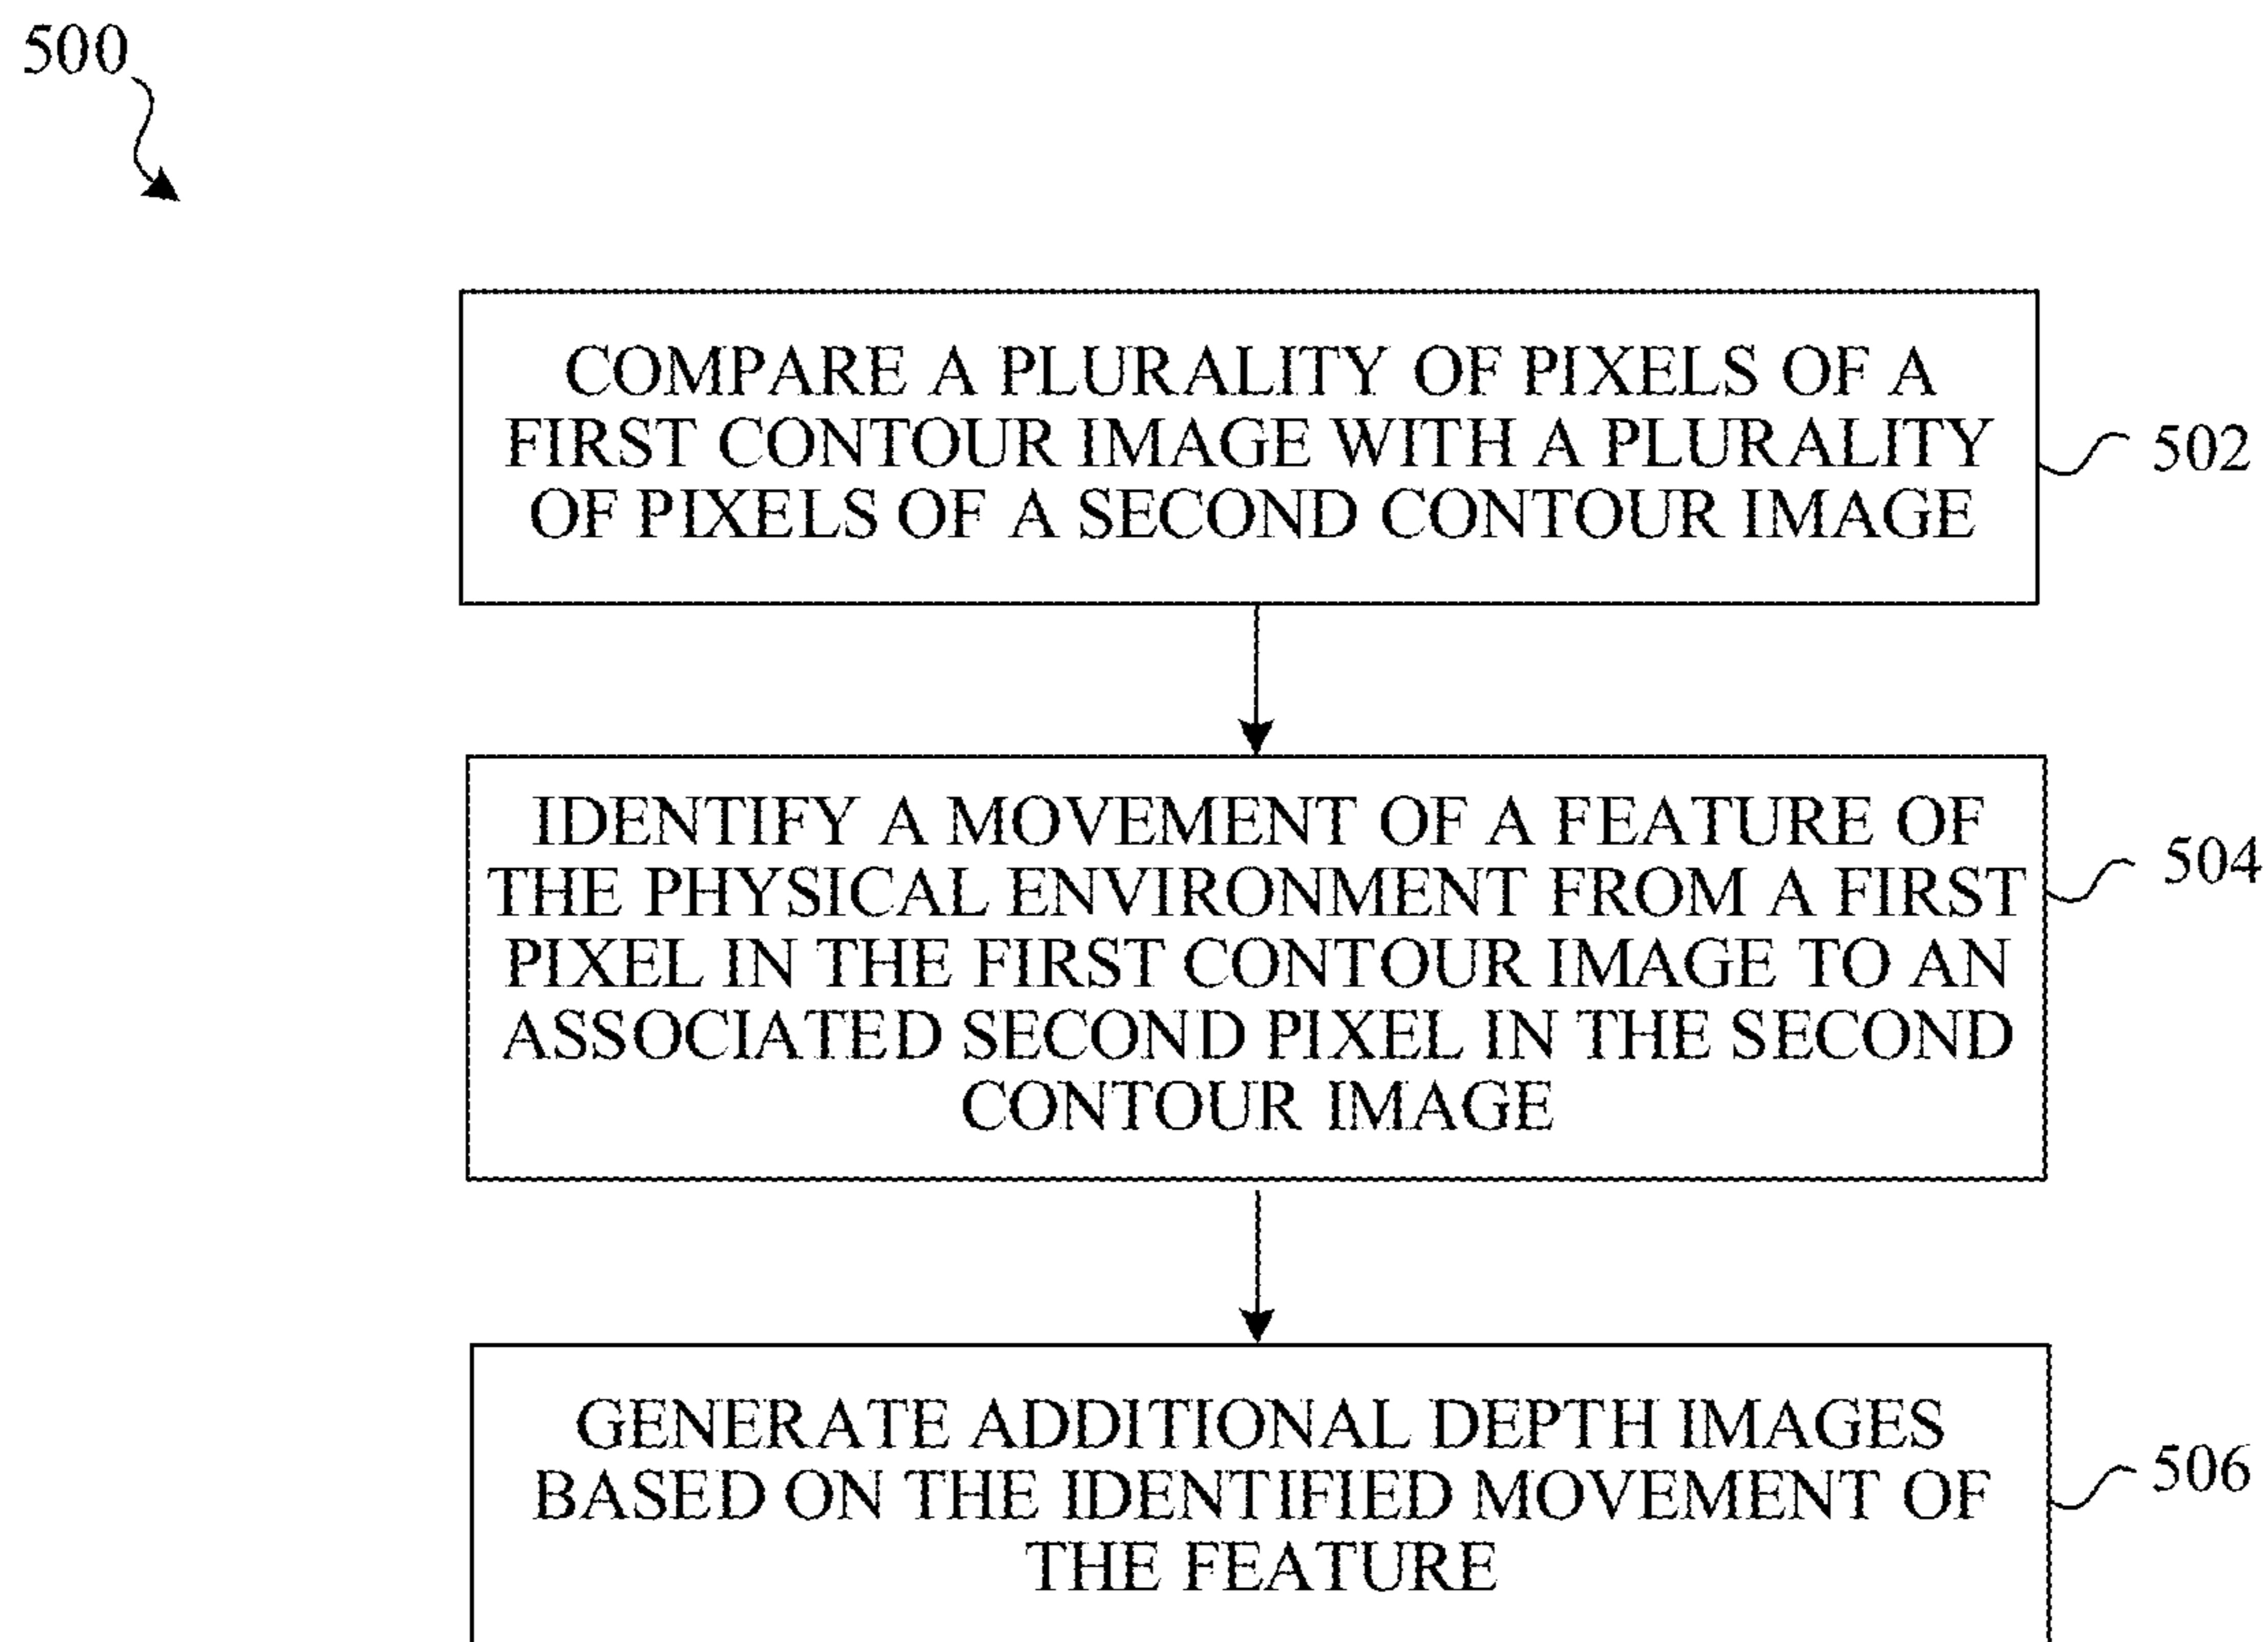 500
COMPARE A PLURALITY OF PIXELS OF A
FIRST CONTOUR IMAGE WITH A PLURALITY
OF PIXELS OF A SECOND CONTOUR IMAGE
502
IDENTIFY A MOVEMENT OF A FEATURE OF
THE PHYSICAL ENVIRONMENT FROM A FIRST
PIXEL IN THE FIRST CONTOUR IMAGE TO AN
ASSOCIATED SECOND PIXEL IN THE SECOND
CONTOUR IMAGE
504
GENERATE ADDITIONAL DEPTH IMAGES
BASED ON THE IDENTIFIED MOVEMENT OF
THE FEATURE
506